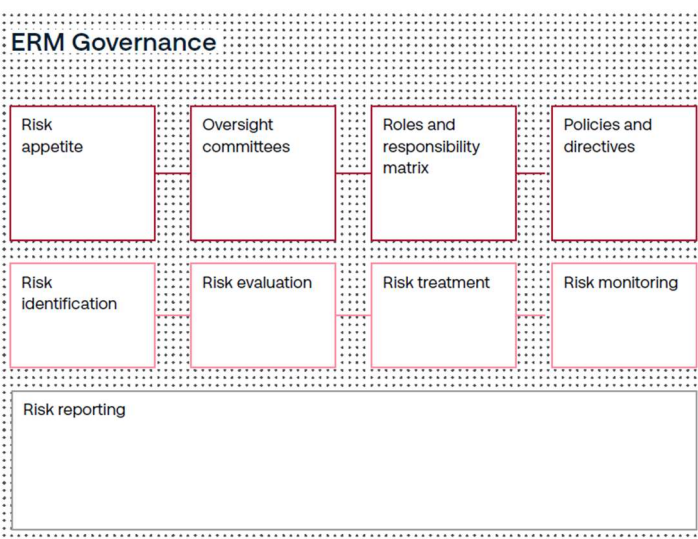 ERM Governance
Risk
appetite
Oversight
committees
Roles and
responsibility
matrix
Policies and
directives
Risk
identification
Risk evaluation
Risk treatment
Risk monitoring
Risk reporting